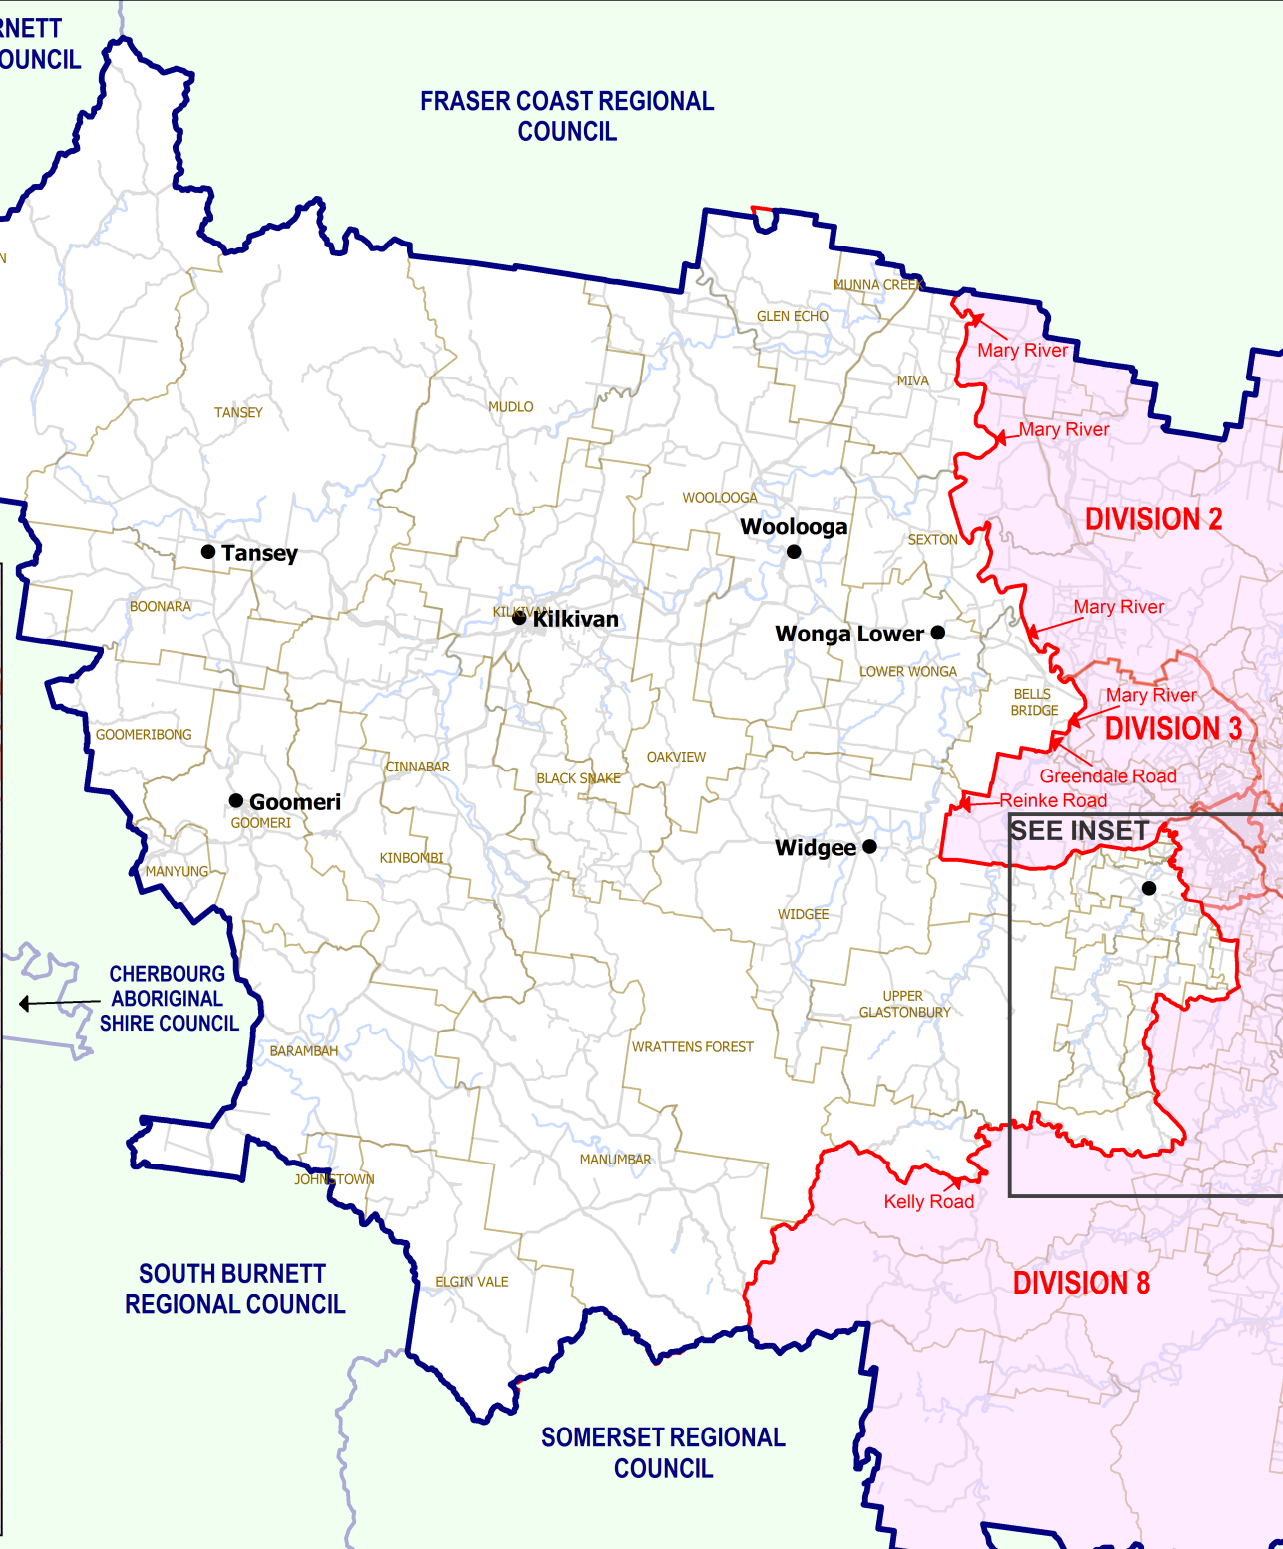 RNETT
OUNCIL
FRASER COAST REGIONAL
COUNCIL
N
MUNNA CREEK
GLEN ECHO
Mary River
MIVA
MUDLO
TANSEY
Mary River
WOOLOOGA
DIVISION 2
Woolooga
SEXTON
Tansey
BOONARA
KILKIVAN
Kilkivan
Mary River
Wonga Lower
LOWER WONGA
BELLS
BRIDGE
Mary River
DIVISION 3
GOOMERIBONG
OAKVIEW
CINNABAR
BLACK SNAKE
Greendale Road
Goomeri
Reinke Road
GOOMERI
SEE INSET
Widgee
KINBOMBI
MANYUNG
WIDGEE
CHERBOURG
ABORIGINAL
SHIRE COUNCIL
UPPER
GLASTONBURY
BARAMBAH
WRATTENS FOREST
MANUMBAR
JOHNSTOWN
Kelly Road
SOUTH BURNETT
REGIONAL COUNCIL
ELGIN VALE
DIVISION 8
SOMERSET REGIONAL
COUNCIL